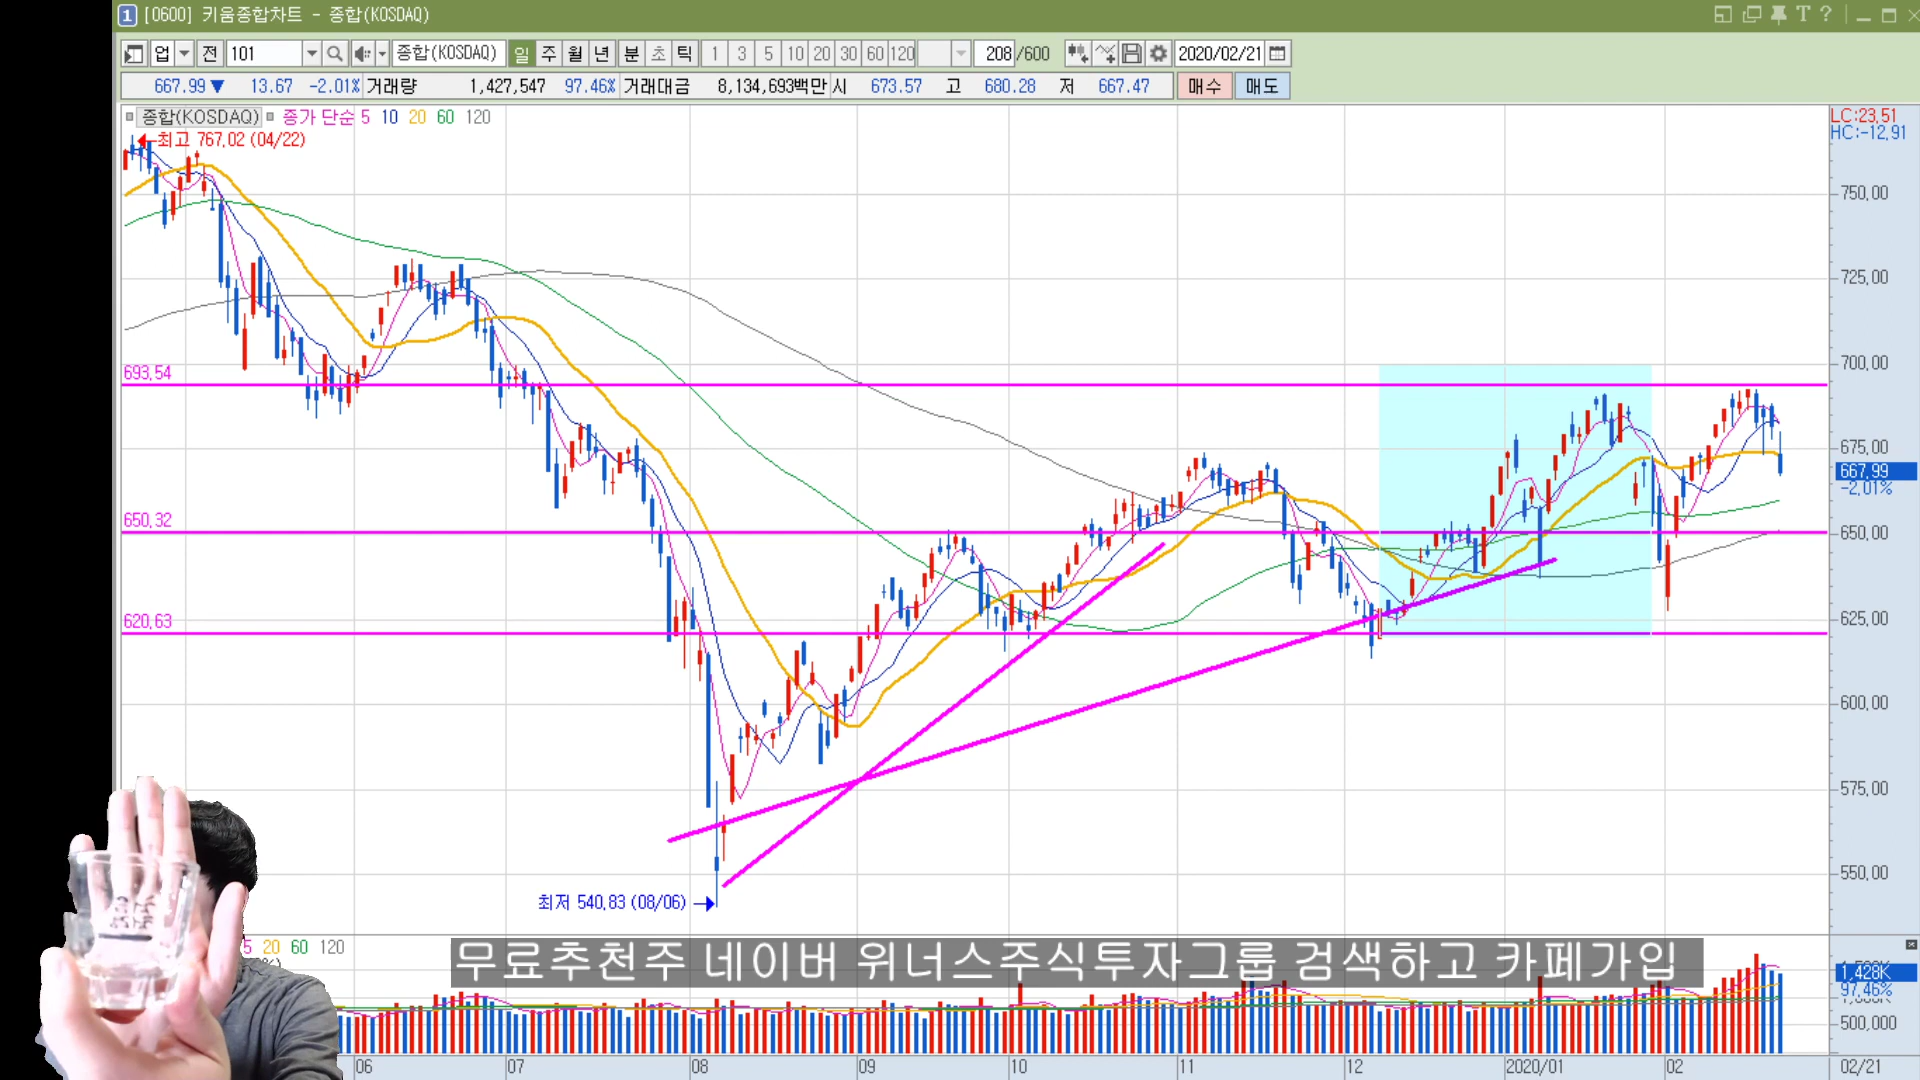 1 [0600] 키움종합차트 - 종합(KOSDAQ) T ?
업 전 101 종합(KOSDAQ) 일 주 월 년 분 초 틱 1 3 5 10 20 30 60 120 208 /600 2020/02/21
667.99 ▼ 13.67 -2.01% 거래량 1,427,547 97.46% 거래대금 8,134,693백만 시 673.57 고 680.28 저 667.47 매수 매도
종합(KOSDAQ) 종가 단순 5 10 20 60 120
LC:23.51
HC:-12.91
최고 767.02 (04/22)
750.00
725.00
700.00
693.54
675.00
667.99
-2.01%
650.32
650.00
625.00
620.63
600.00
575.00
550.00
최저 540.83 (08/06)
5 20 60 120
무료추천주 네이버 위너스주식투자그룹 검색하고 카페가입
1,428K
97.46%
500,000
06 07 08 09 10 11 12 2020/01 02 02/21